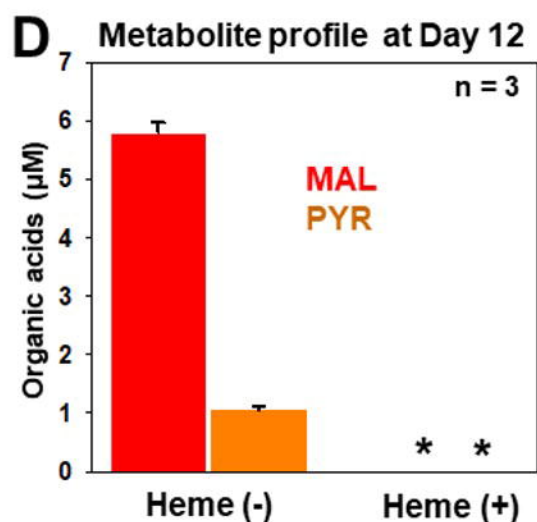 D Metabolite profile at Day 12
n = 3
7
6
5
4
3
2
1
0
Organic acids (µM)
MAL
PYR
* *
Heme (-) Heme (+)